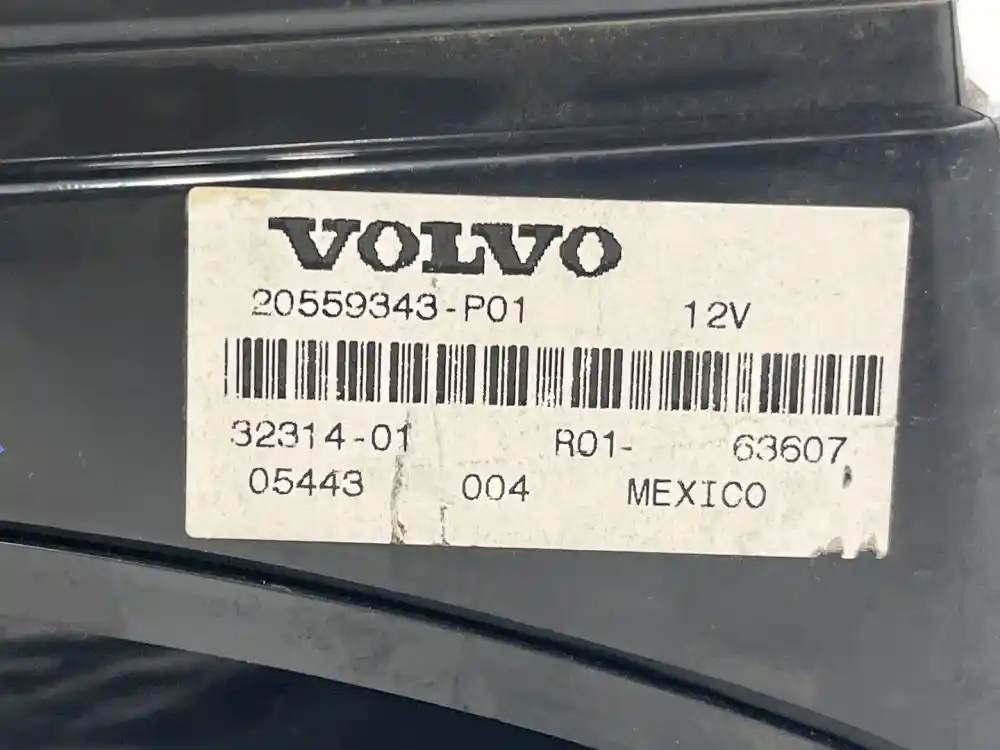 VOLVO
20559343-P01 12V
32314-01 R01- 63607
05443 004 MEXICO